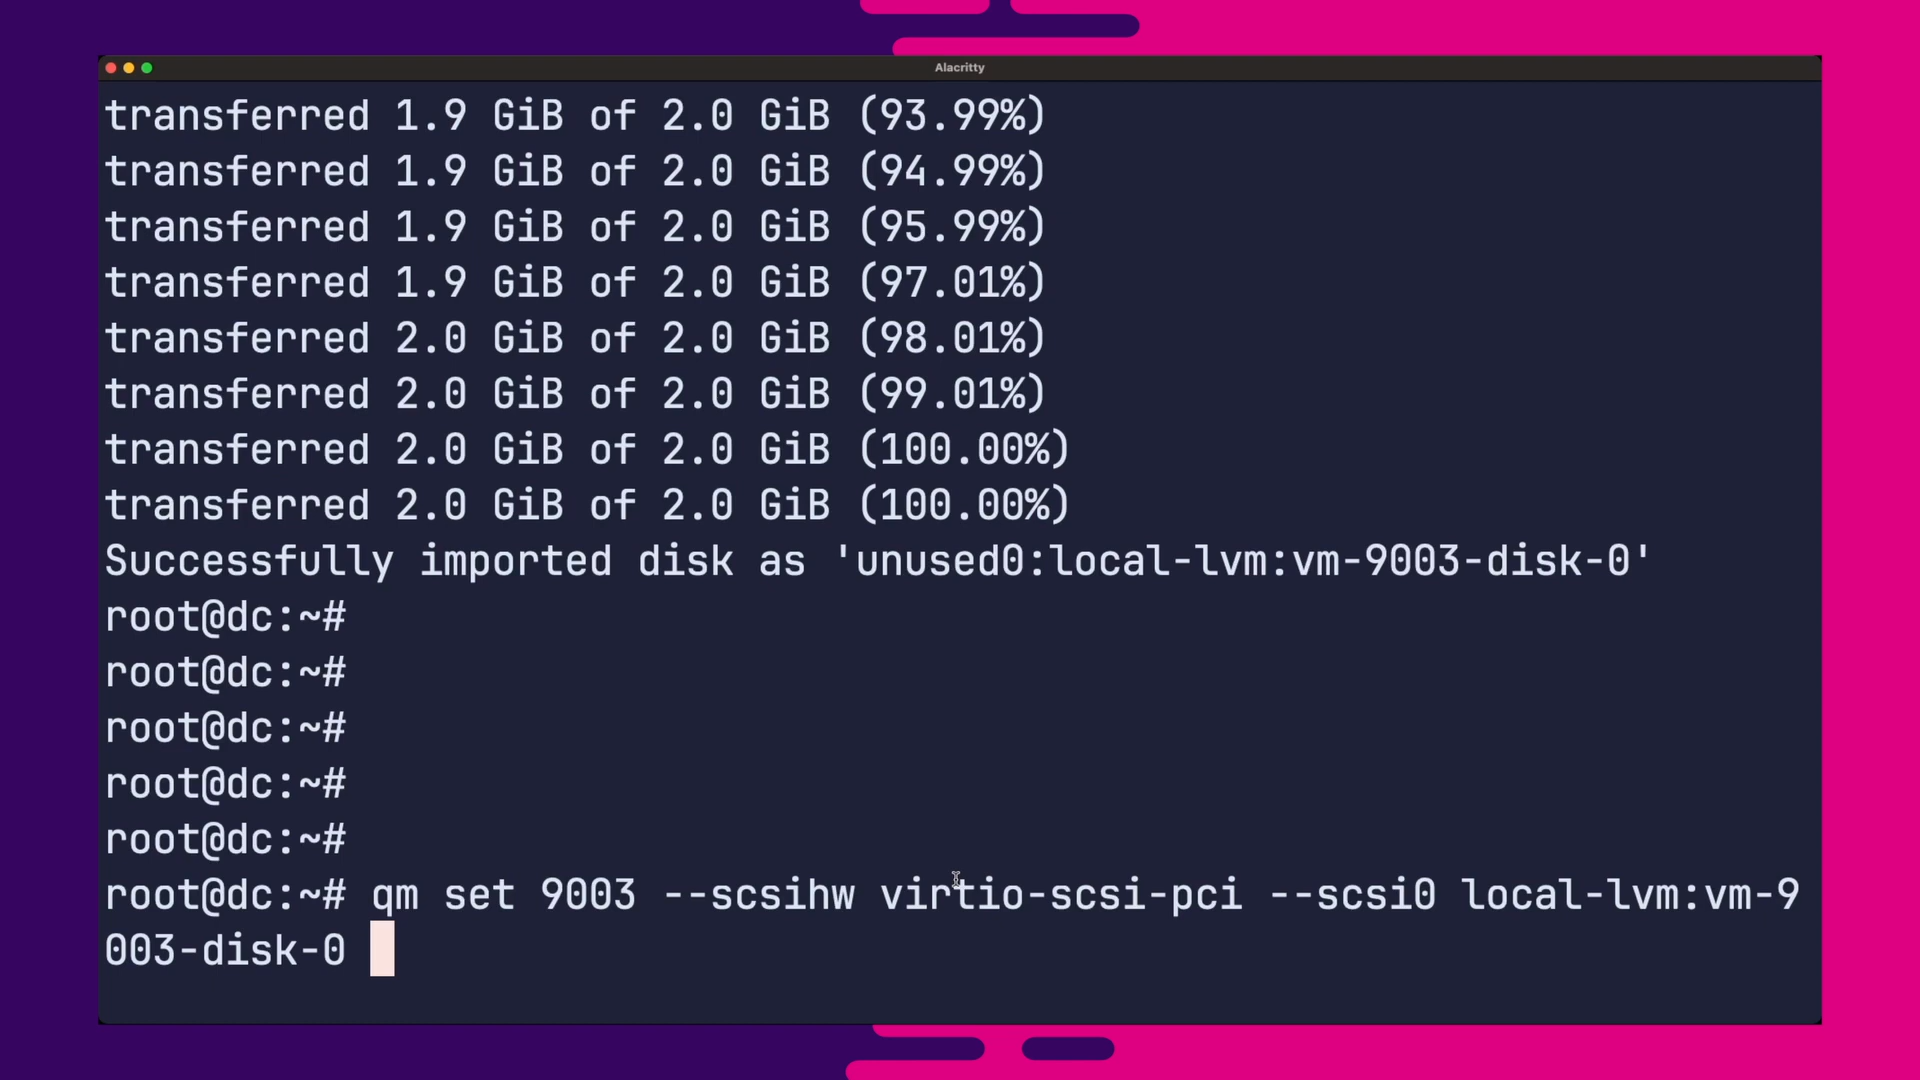 Alacritty
transferred 1.9 GiB of 2.0 GiB (93.99%)
transferred 1.9 GiB of 2.0 GiB (94.99%)
transferred 1.9 GiB of 2.0 GiB (95.99%)
transferred 1.9 GiB of 2.0 GiB (97.01%)
transferred 2.0 GiB of 2.0 GiB (98.01%)
transferred 2.0 GiB of 2.0 GiB (99.01%)
transferred 2.0 GiB of 2.0 GiB (100.00%)
transferred 2.0 GiB of 2.0 GiB (100.00%)
Successfully imported disk as 'unused0:local-lvm:vm-9003-disk-0'
root@dc:~#
root@dc:~#
root@dc:~#
root@dc:~#
root@dc:~#
root@dc:~# qm set 9003 --scsihw virtio-scsi-pci --scsi0 local-lvm:vm-9
003-disk-0